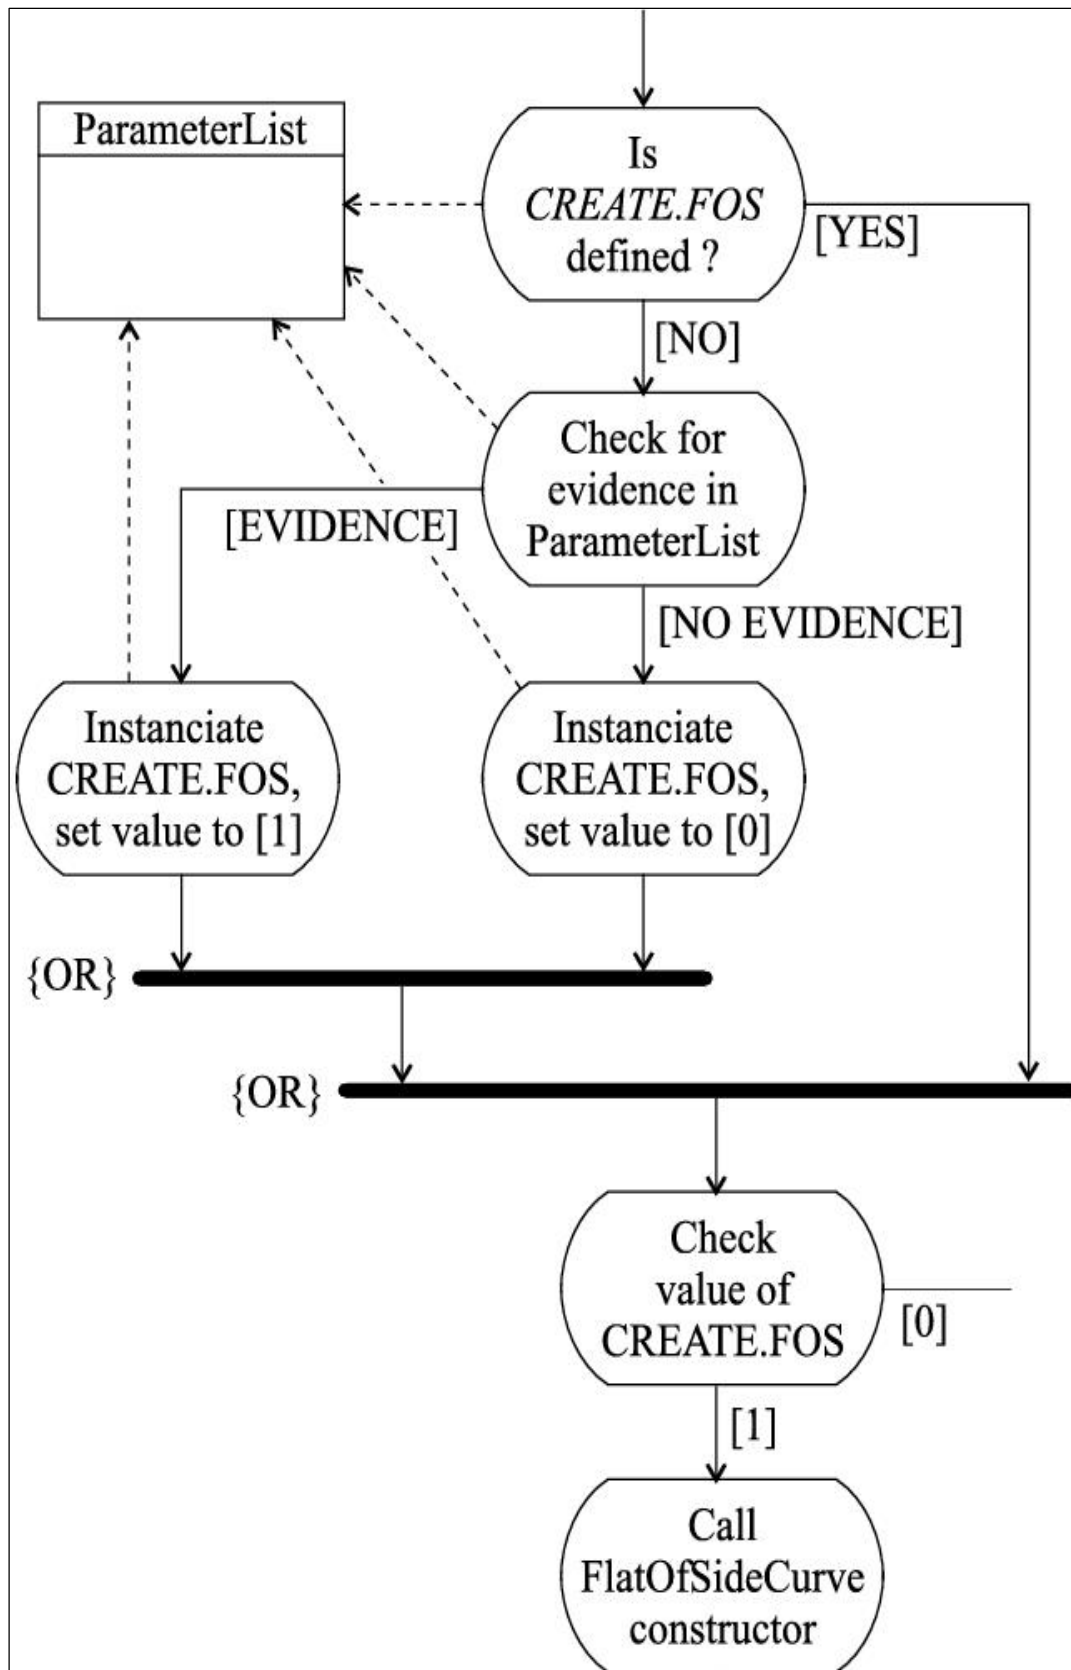 ParameterList
Is
CREATE.FOS
defined ?
[YES]
[NO]
Check for
evidence in
ParameterList
[EVIDENCE]
[NO EVIDENCE]
Instanciate
CREATE.FOS,
set value to [1]
Instanciate
CREATE.FOS,
set value to [0]
{OR}
{OR}
Check
value of
CREATE.FOS
[0]
[1]
Call
FlatOfSideCurve
constructor